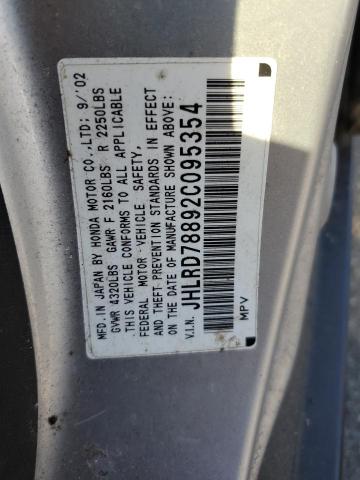 MFD. IN JAPAN BY HONDA MOTOR CO.,LTD; 9/'02
GVWR 4320LBS GAWR F 2160LBS R 2250LBS
.THIS VEHICLE CONFORMS TO ALL APPLICABLE
FEDERAL MOTOR-VEHICLE SAFETY,
AND THEFT-PREVENTION STANDARDS IN EFFECT
ON THE DATE OF MANUFACTURE SHOWN ABOVE:
V.I.N. JHLRD78892C095354
MPV